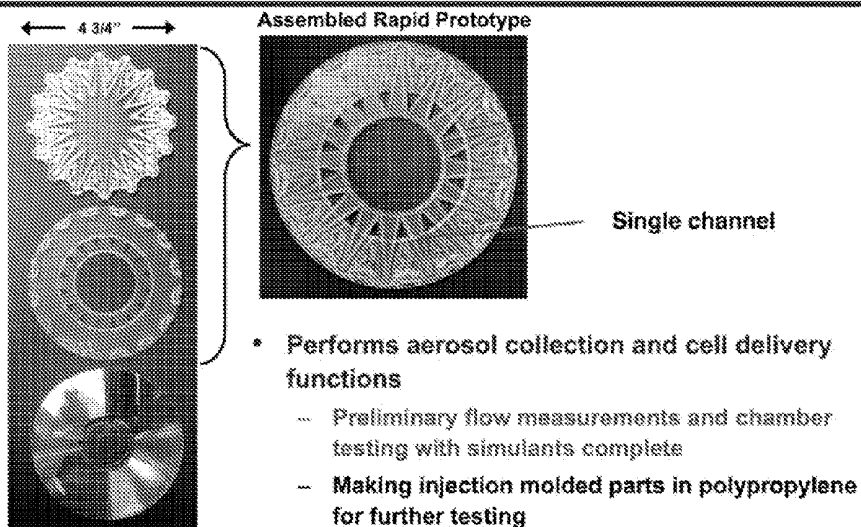 4 3/4"
Assembled Rapid Prototype
Single channel
• Performs aerosol collection and cell delivery
functions
– Preliminary flow measurements and chamber
testing with simulants complete
– Making injection molded parts in polypropylene
for further testing